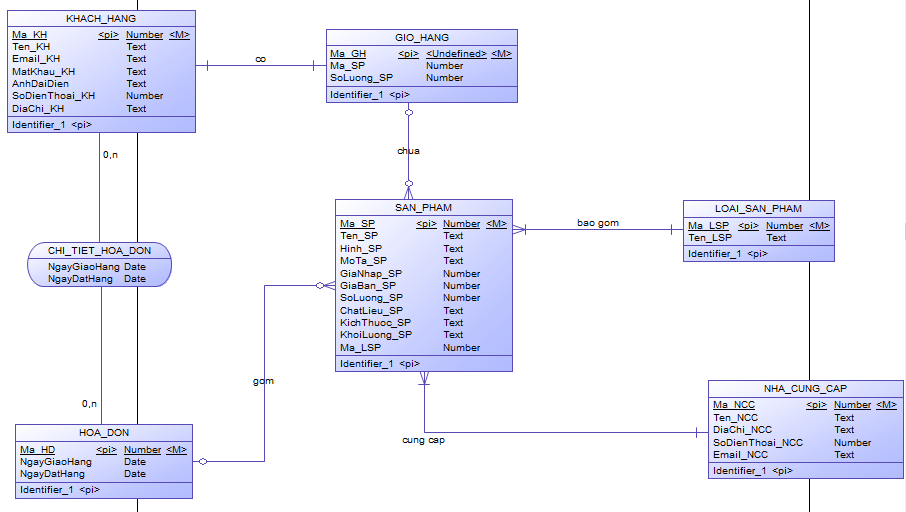 KHACH_HANG
Ma_KH <pi> Number <M>
Ten_KH Text
Email_KH Text
MatKhau_KH Text
AnhDaiDien Text
SoDienThoai_KH Number
DiaChi_KH Text
Identifier_1 <pi>
co
GIO_HANG
Ma_GH <pi> <Undefined> <M>
Ma_SP Number
SoLuong_SP Number
Identifier_1 <pi>
0,n
chua
CHI_TIET_HOA_DON
NgayGiaoHang Date
NgayDatHang Date
SAN_PHAM
Ma_SP <pi> Number <M>
Ten_SP Text
Hinh_SP Text
MoTa_SP Text
GiaNhap_SP Number
GiaBan_SP Number
SoLuong_SP Number
ChatLieu_SP Text
KichThuoc_SP Text
KhoiLuong_SP Text
Ma_LSP Number
Identifier_1 <pi>
bao gom
LOAI_SAN_PHAM
Ma_LSP <pi> Number <M>
Ten_LSP Text
Identifier_1 <pi>
gom
0,n
cung cap
HOA_DON
Ma_HD <pi> Number <M>
NgayGiaoHang Date
NgayDatHang Date
Identifier_1 <pi>
NHA_CUNG_CAP
Ma_NCC <pi> Number <M>
Ten_NCC Text
DiaChi_NCC Text
SoDienThoai_NCC Number
Email_NCC Text
Identifier_1 <pi>